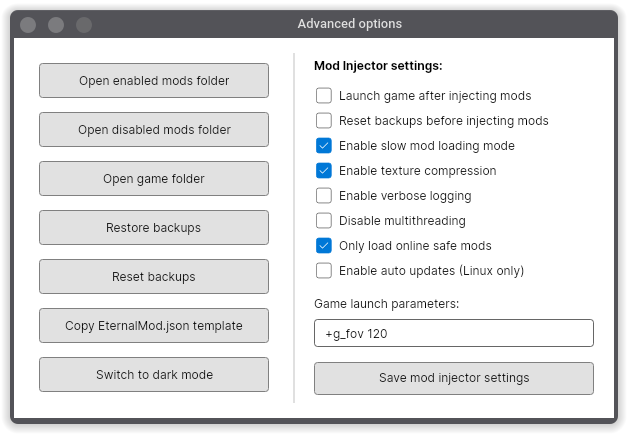 Advanced options
Open enabled mods folder
Open disabled mods folder
Open game folder
Restore backups
Reset backups
Copy EternalMod.json template
Switch to dark mode
Mod Injector settings:
Launch game after injecting mods
Reset backups before injecting mods
Enable slow mod loading mode
Enable texture compression
Enable verbose logging
Disable multithreading
Only load online safe mods
Enable auto updates (Linux only)
Game launch parameters:
+g_fov 120
Save mod injector settings